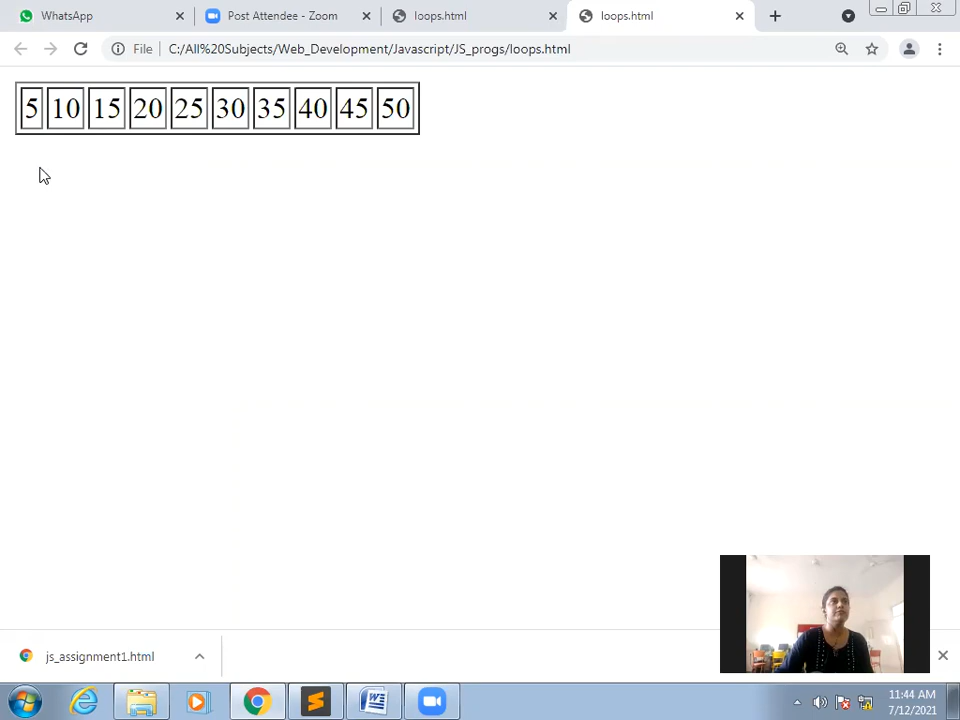 WhatsApp
Post Attendee - Zoom
loops.html
loops.html
File
C:/All%20Subjects/Web_Development/Javascript/JS_progs/loops.html
5 10 15 20 25 30 35 40 45 50
js_assignment1.html
11:44 AM
7/12/2021